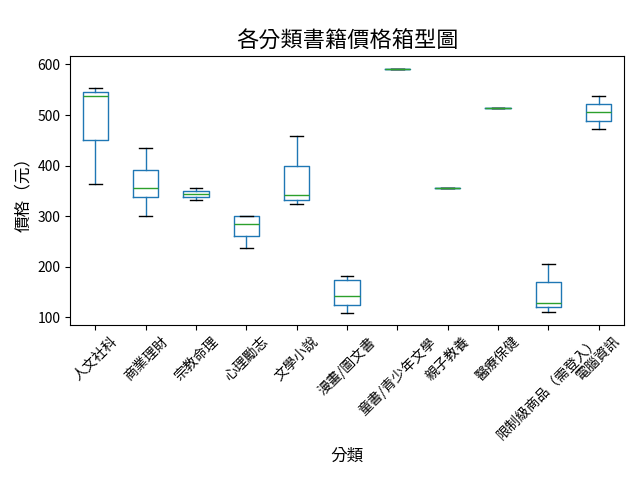 各分類書籍價格箱型圖
價格（元）
600
500
400
300
200
100
人文社科
商業理財
宗教命理
心理勵志
文學小說
漫畫/圖文書
童書/青少年文學
親子教養
醫療保健
限制級商品（需登入）
電腦資訊
分類